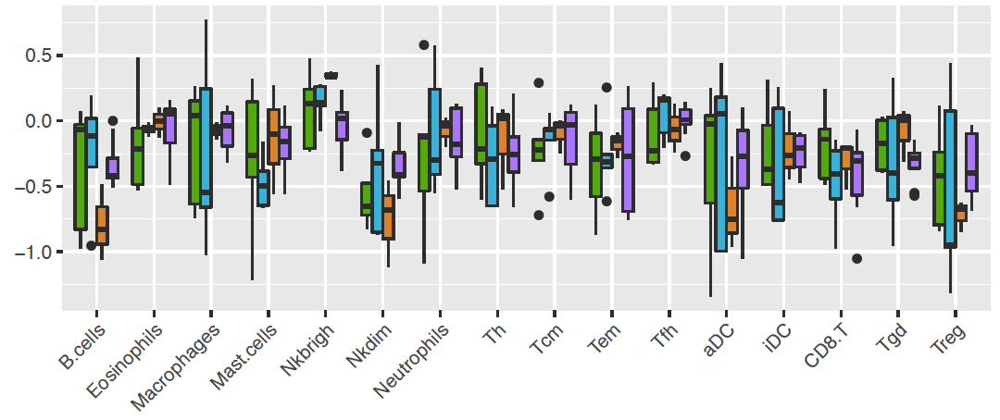 0.5
0.0
−0.5
−1.0
B.cells
Eosinophils
Macrophages
Mast.cells
Nkbrigh
Nkdim
Neutrophils
Th
Tcm
Tem
Tfh
aDC
iDC
CD8.T
Tgd
Treg